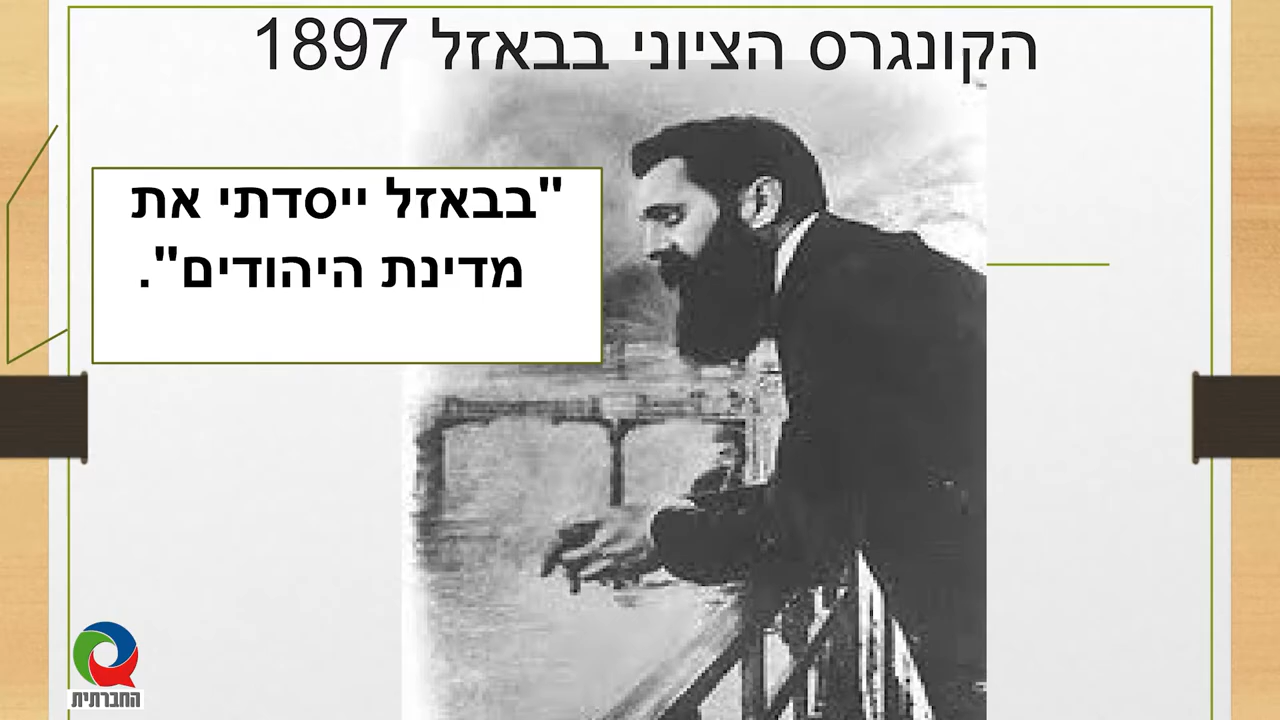 הקונגרס הציוני בבאזל 1897
"בבאזל ייסדתי את
מדינת היהודים".
החברתית